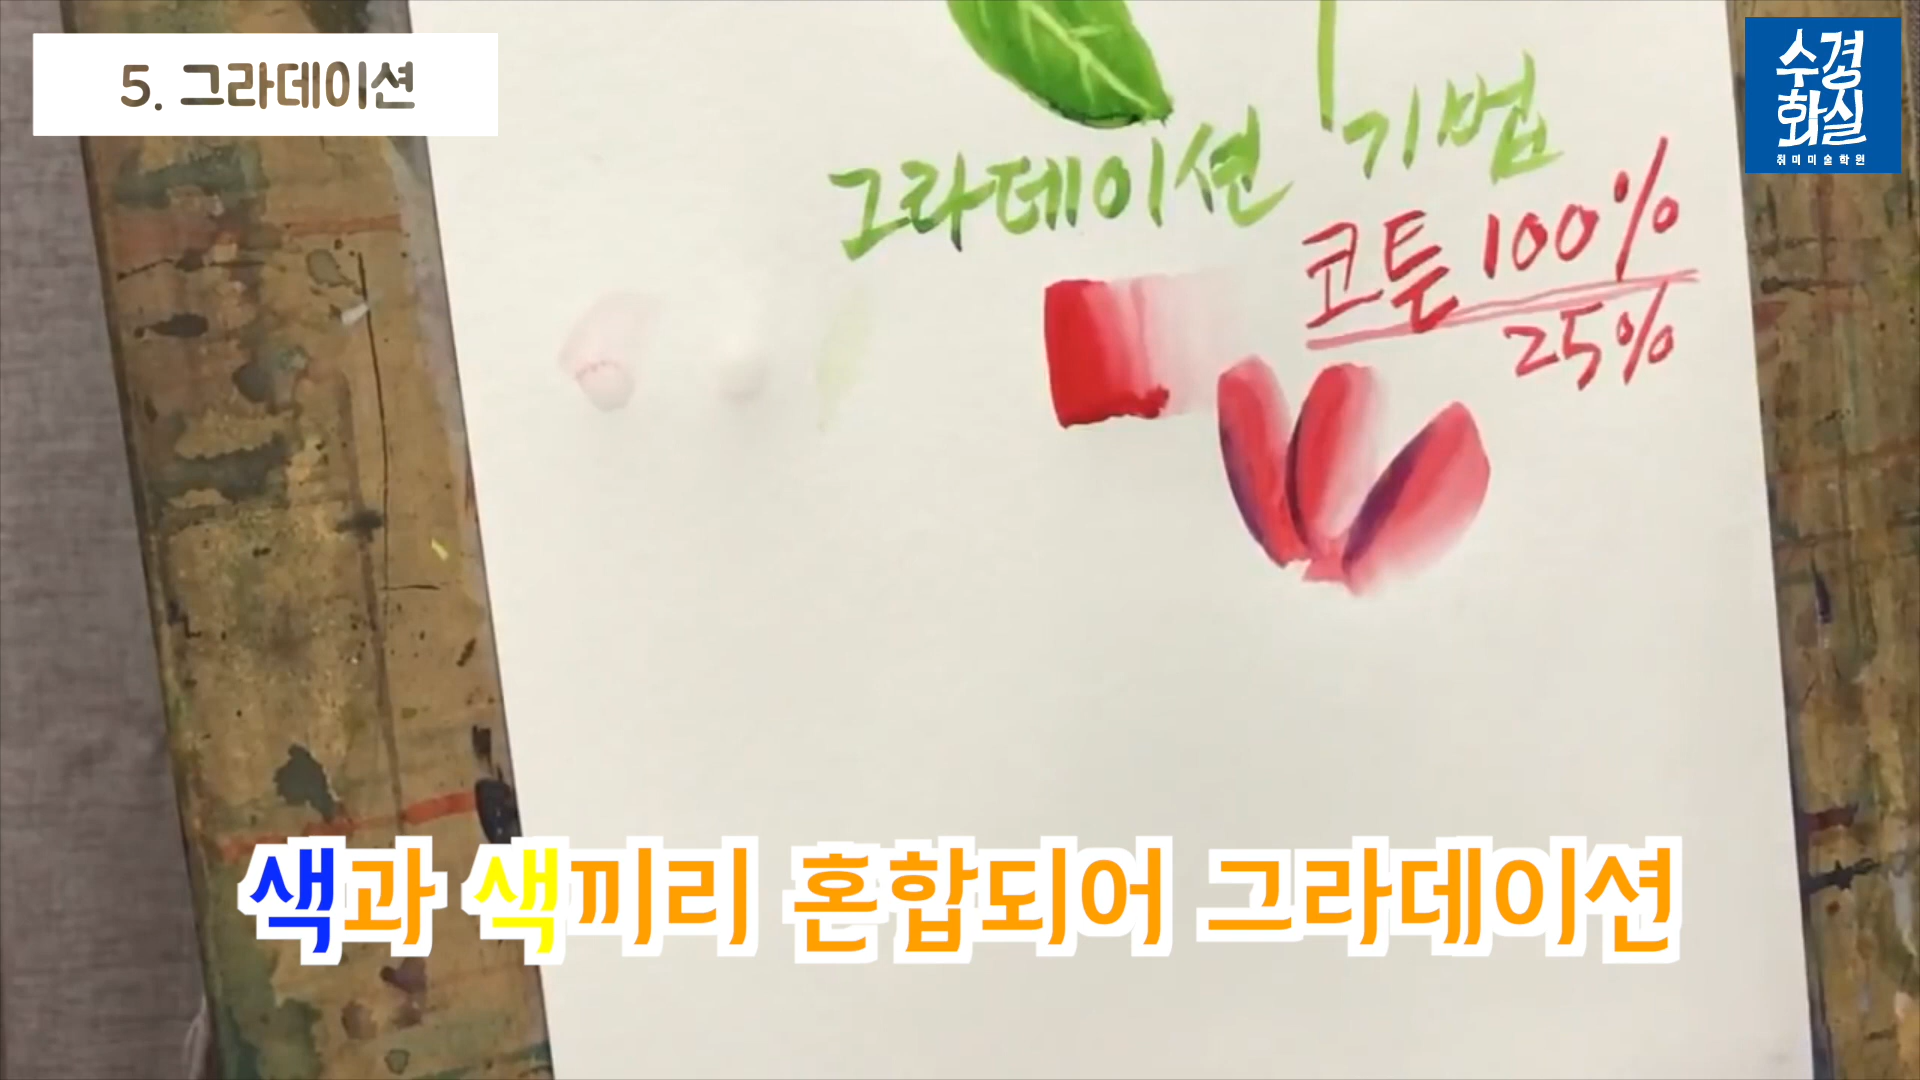 5. 그라데이션
수경
화실
취미미술학원
그라데이션 기법
코튼 100%
25%
색과 색끼리 혼합되어 그라데이션